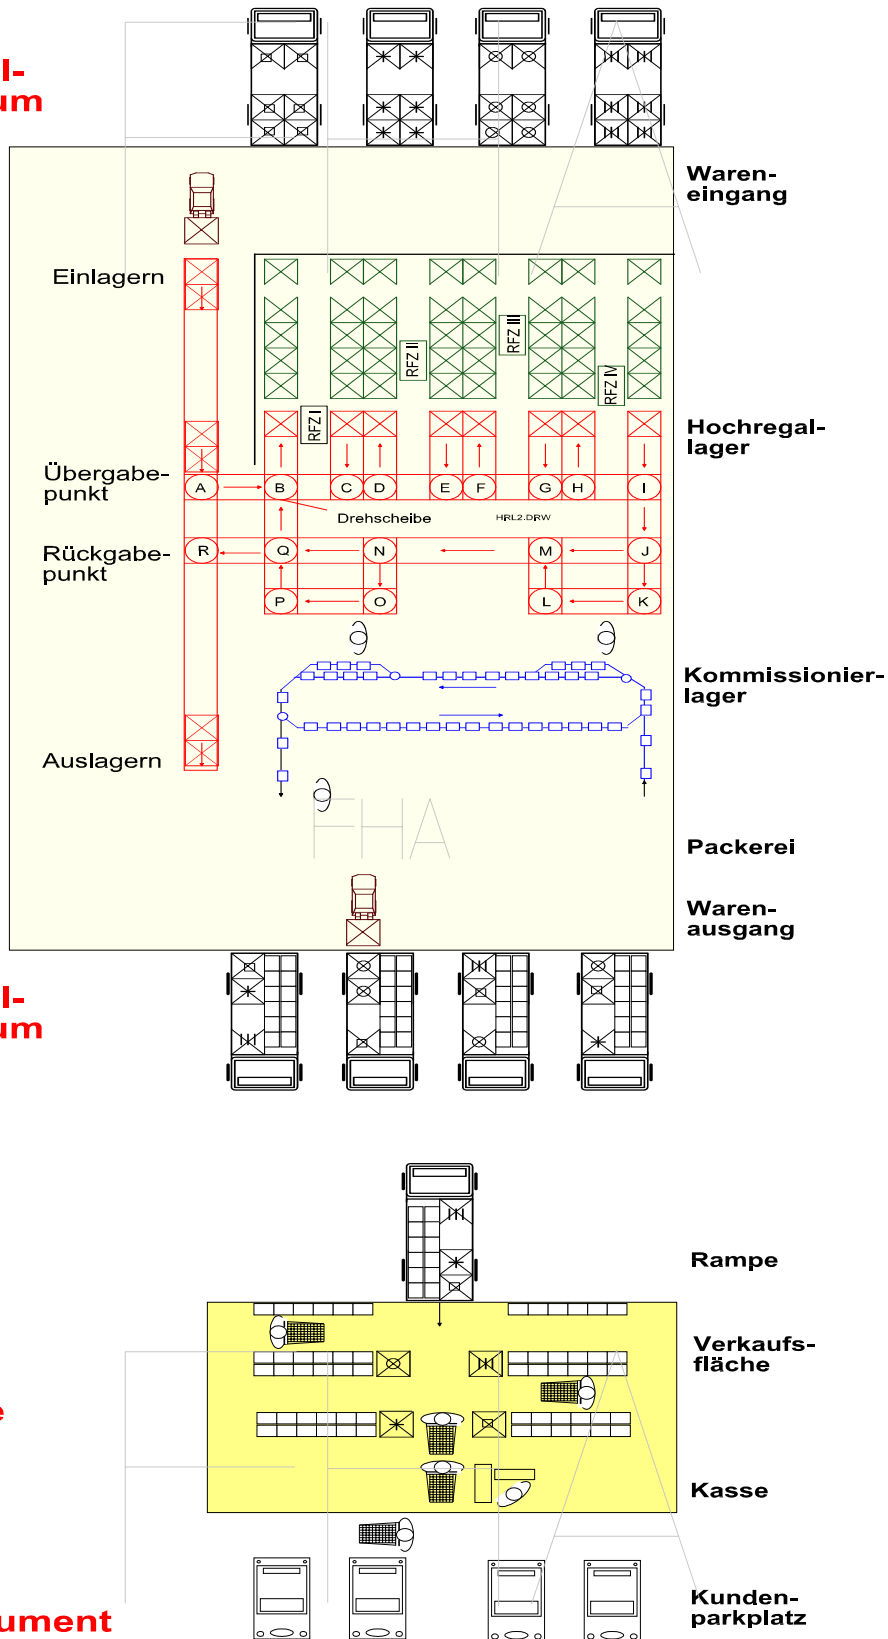 l-
um
Waren-
eingang
Einlagern
RFZ III
RFZ II
RFZ IV
RFZ I
Hochregal-
lager
Übergabe-
punkt
A B C D E F G H I
Drehscheibe
HRL2.DRW
Rückgabe-
punkt
R Q N M J
P O L K
Kommissionier-
lager
Auslagern
FHA
Packerei
Waren-
ausgang
l-
um
Rampe
Verkaufs-
fläche
e
Kasse
Kunden-
parkplatz
ument